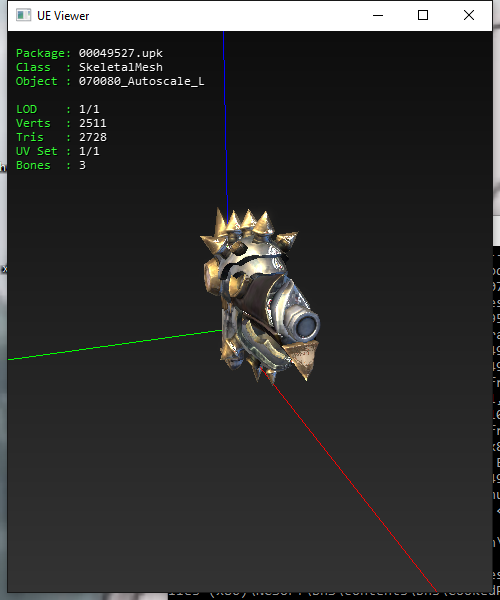 UE Viewer
Package: 00049527.upk
Class : SkeletalMesh
Object : 070080_Autoscale_L
LOD : 1/1
Verts : 2511
Tris : 2728
UV Set : 1/1
Bones : 3